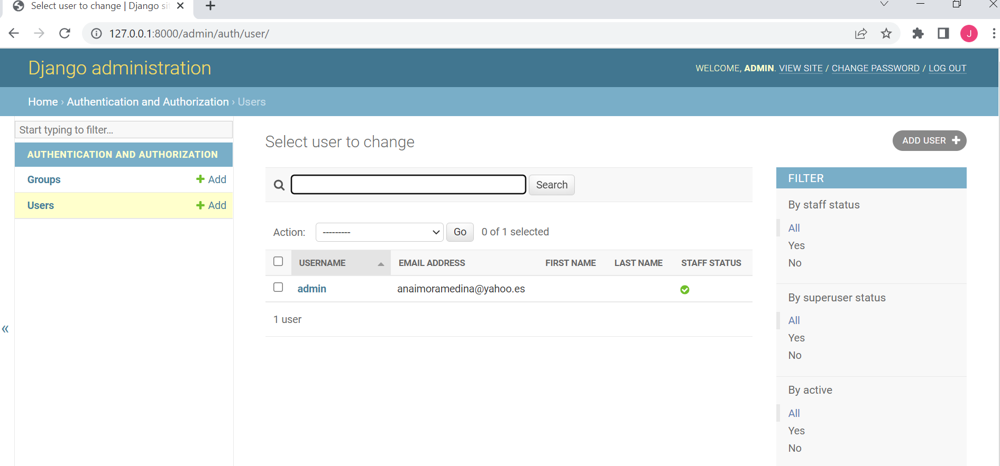 Select user to change | Django si
127.0.0.1:8000/admin/auth/user/
J
Django administration
WELCOME, ADMIN. VIEW SITE / CHANGE PASSWORD / LOG OUT
Home › Authentication and Authorization › Users
Start typing to filter...
AUTHENTICATION AND AUTHORIZATION
Groups
Add
Users
Add
«
Select user to change
ADD USER
Search
Action:
---------
Go
0 of 1 selected
USERNAME EMAIL ADDRESS FIRST NAME LAST NAME STAFF STATUS
admin anaimoramedina@yahoo.es
1 user
FILTER
By staff status
All
Yes
No
By superuser status
All
Yes
No
By active
All
Yes
No